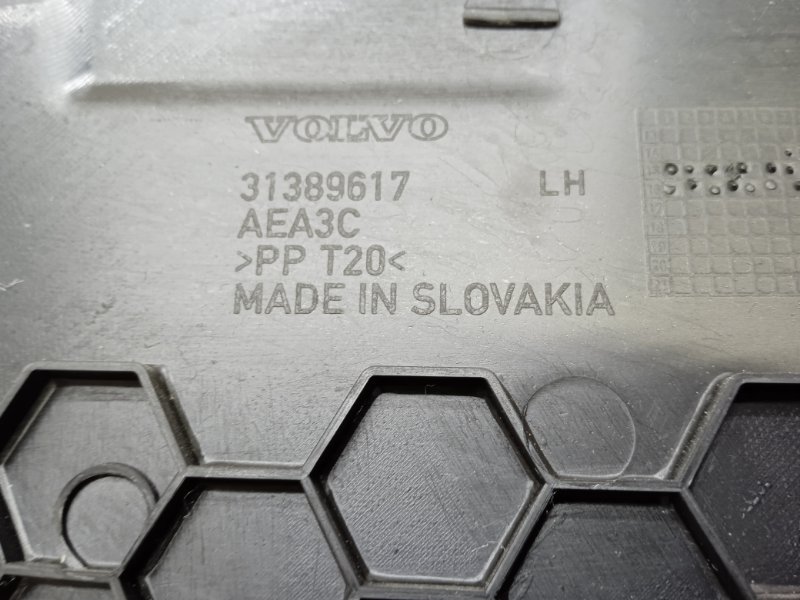 VOLVO
31389617 LH
AEA3C
>PP T20<
MADE IN SLOVAKIA